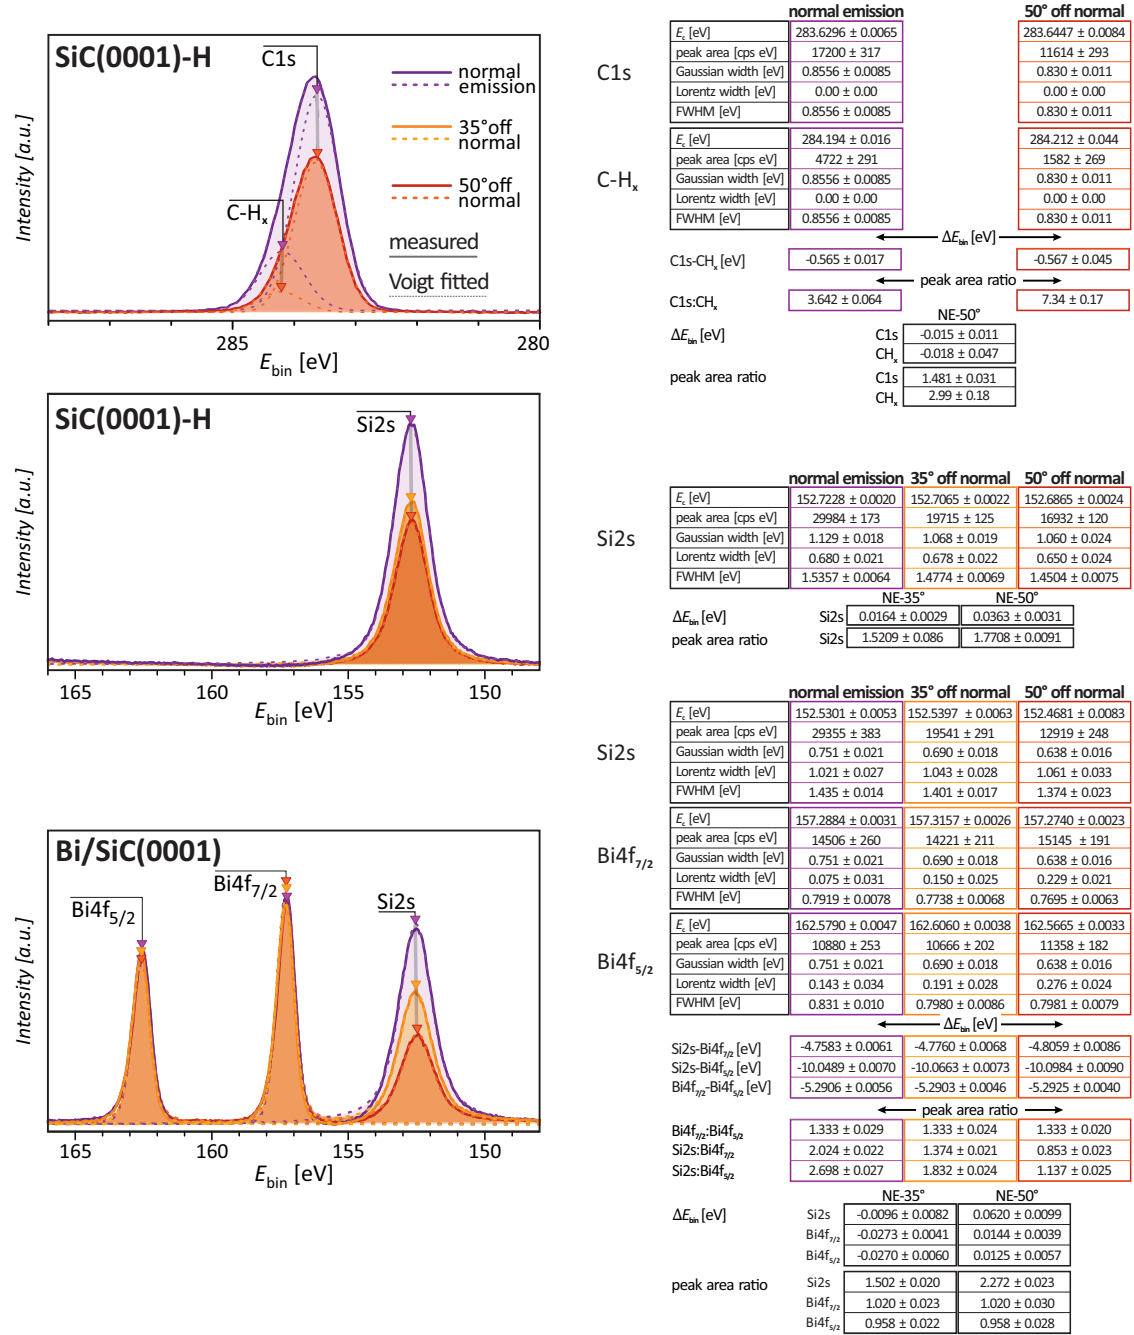 SiC(0001)-H
C1s
C-Hₓ
normal emission
35°off normal
50°off normal
measured
Voigt fitted
Intensity [a.u.]
285 280
E_bin [eV]
SiC(0001)-H
Si2s
Intensity [a.u.]
165 160 155 150
E_bin [eV]
Bi/SiC(0001)
Bi4f5/2
Bi4f7/2
Si2s
Intensity [a.u.]
165 160 155 150
E_bin [eV]
normal emission 50° off normal
C1s
E_c [eV] 283.6296 ± 0.0065 283.6447 ± 0.0084
peak area [cps eV] 17200 ± 317 11614 ± 293
Gaussian width [eV] 0.8556 ± 0.0085 0.830 ± 0.011
Lorentz width [eV] 0.00 ± 0.00 0.00 ± 0.00
FWHM [eV] 0.8556 ± 0.0085 0.830 ± 0.011
C-Hₓ
E_c [eV] 284.194 ± 0.016 284.212 ± 0.044
peak area [cps eV] 4722 ± 291 1582 ± 269
Gaussian width [eV] 0.8556 ± 0.0085 0.830 ± 0.011
Lorentz width [eV] 0.00 ± 0.00 0.00 ± 0.00
FWHM [eV] 0.8556 ± 0.0085 0.830 ± 0.011
ΔE_bin [eV]
C1s-CHₓ [eV] -0.565 ± 0.017 -0.567 ± 0.045
peak area ratio
C1s:CHₓ 3.642 ± 0.064 7.34 ± 0.17
NE-50°
ΔE_bin [eV] C1s -0.015 ± 0.011
CHₓ -0.018 ± 0.047
peak area ratio C1s 1.481 ± 0.031
CHₓ 2.99 ± 0.18
normal emission 35° off normal 50° off normal
Si2s
E_c [eV] 152.7228 ± 0.0020 152.7065 ± 0.0022 152.6865 ± 0.0024
peak area [cps eV] 29984 ± 173 19715 ± 125 16932 ± 120
Gaussian width [eV] 1.129 ± 0.018 1.068 ± 0.019 1.060 ± 0.024
Lorentz width [eV] 0.680 ± 0.021 0.678 ± 0.022 0.650 ± 0.024
FWHM [eV] 1.5357 ± 0.0064 1.4774 ± 0.0069 1.4504 ± 0.0075
NE-35° NE-50°
ΔE_bin [eV] Si2s 0.0164 ± 0.0029 0.0363 ± 0.0031
peak area ratio Si2s 1.5209 ± 0.086 1.7708 ± 0.0091
normal emission 35° off normal 50° off normal
Si2s
E_c [eV] 152.5301 ± 0.0053 152.5397 ± 0.0063 152.4681 ± 0.0083
peak area [cps eV] 29355 ± 383 19541 ± 291 12919 ± 248
Gaussian width [eV] 0.751 ± 0.021 0.690 ± 0.018 0.638 ± 0.016
Lorentz width [eV] 1.021 ± 0.027 1.043 ± 0.028 1.061 ± 0.033
FWHM [eV] 1.435 ± 0.014 1.401 ± 0.017 1.374 ± 0.023
Bi4f7/2
E_c [eV] 157.2884 ± 0.0031 157.3157 ± 0.0026 157.2740 ± 0.0023
peak area [cps eV] 14506 ± 260 14221 ± 211 15145 ± 191
Gaussian width [eV] 0.751 ± 0.021 0.690 ± 0.018 0.638 ± 0.016
Lorentz width [eV] 0.075 ± 0.031 0.150 ± 0.025 0.229 ± 0.021
FWHM [eV] 0.7919 ± 0.0078 0.7738 ± 0.0068 0.7695 ± 0.0063
Bi4f5/2
E_c [eV] 162.5790 ± 0.0047 162.6060 ± 0.0038 162.5665 ± 0.0033
peak area [cps eV] 10880 ± 253 10666 ± 202 11358 ± 182
Gaussian width [eV] 0.751 ± 0.021 0.690 ± 0.018 0.638 ± 0.016
Lorentz width [eV] 0.143 ± 0.034 0.191 ± 0.028 0.276 ± 0.024
FWHM [eV] 0.831 ± 0.010 0.7980 ± 0.0086 0.7981 ± 0.0079
ΔE_bin [eV]
Si2s-Bi4f7/2 [eV] -4.7583 ± 0.0061 -4.7760 ± 0.0068 -4.8059 ± 0.0086
Si2s-Bi4f5/2 [eV] -10.0489 ± 0.0070 -10.0663 ± 0.0073 -10.0984 ± 0.0090
Bi4f7/2-Bi4f5/2 [eV] -5.2906 ± 0.0056 -5.2903 ± 0.0046 -5.2925 ± 0.0040
peak area ratio
Bi4f7/2:Bi4f5/2 1.333 ± 0.029 1.333 ± 0.024 1.333 ± 0.020
Si2s:Bi4f7/2 2.024 ± 0.022 1.374 ± 0.021 0.853 ± 0.023
Si2s:Bi4f5/2 2.698 ± 0.027 1.832 ± 0.024 1.137 ± 0.025
NE-35° NE-50°
ΔE_bin [eV] Si2s -0.0096 ± 0.0082 0.0620 ± 0.0099
Bi4f7/2 -0.0273 ± 0.0041 0.0144 ± 0.0039
Bi4f5/2 -0.0270 ± 0.0060 0.0125 ± 0.0057
peak area ratio Si2s 1.502 ± 0.020 2.272 ± 0.023
Bi4f7/2 1.020 ± 0.023 1.020 ± 0.030
Bi4f5/2 0.958 ± 0.022 0.958 ± 0.028